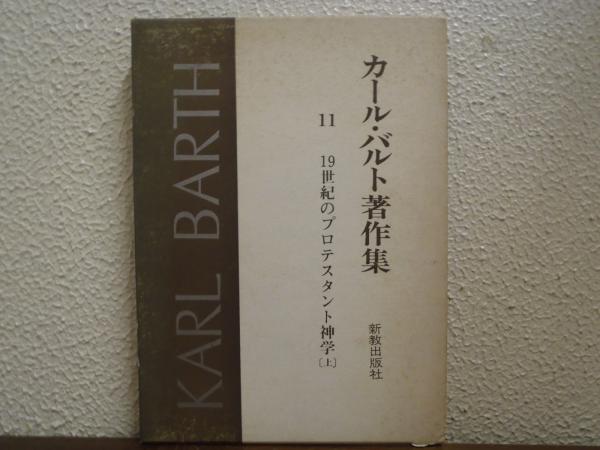 KARL BARTH
カール・バルト著作集
11
19世紀のプロテスタント神学〔上〕
新教出版社